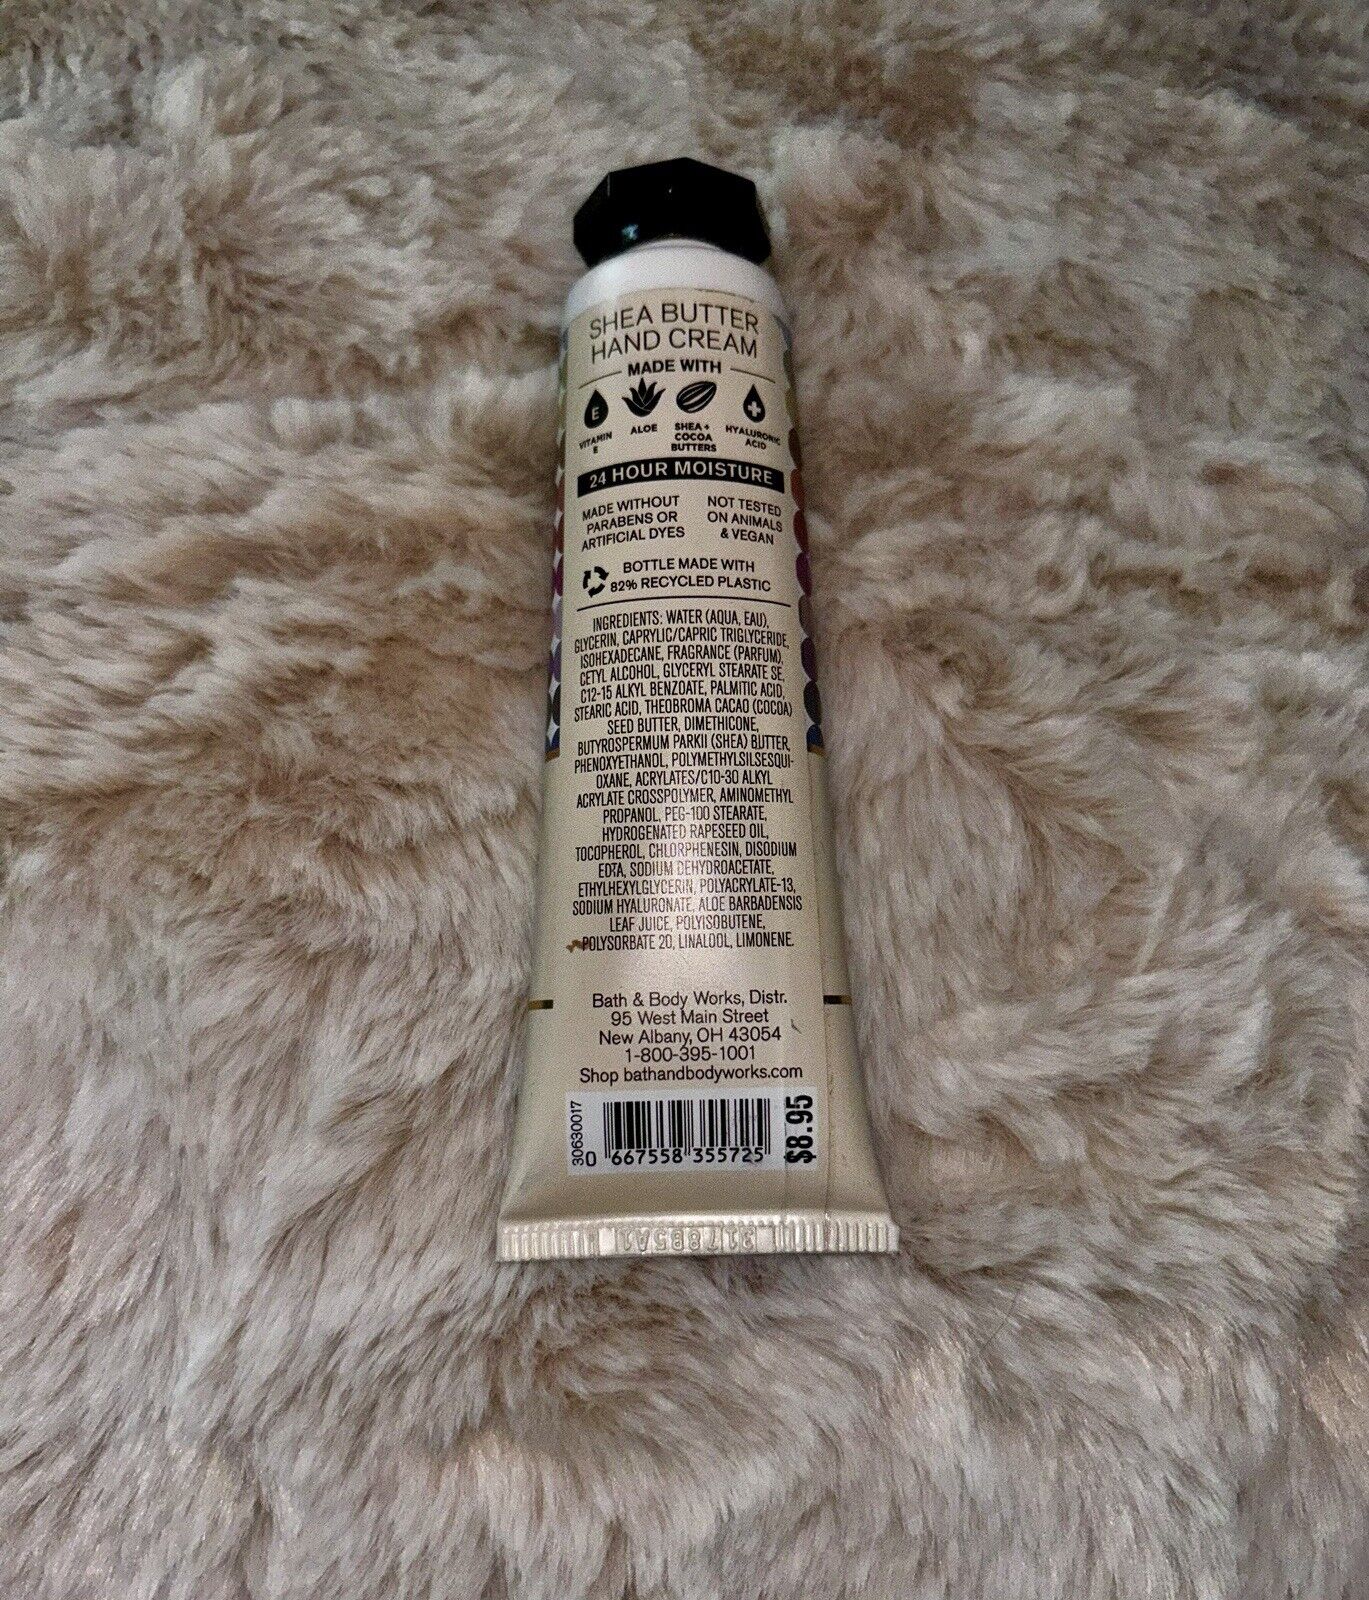 SHEA BUTTER
HAND CREAM
MADE WITH
E
VITAMIN
E
ALOE
SHEA +
COCOA
BUTTERS
HYALURONIC
ACID
24 HOUR MOISTURE
MADE WITHOUT
PARABENS OR
ARTIFICIAL DYES
NOT TESTED
ON ANIMALS
& VEGAN
BOTTLE MADE WITH
82% RECYCLED PLASTIC
INGREDIENTS: WATER (AQUA, EAU),
GLYCERIN, CAPRYLIC/CAPRIC TRIGLYCERIDE,
ISOHEXADECANE, FRAGRANCE (PARFUM),
CETYL ALCOHOL, GLYCERYL STEARATE SE,
C12-15 ALKYL BENZOATE, PALMITIC ACID,
STEARIC ACID, THEOBROMA CACAO (COCOA)
SEED BUTTER, DIMETHICONE,
BUTYROSPERMUM PARKII (SHEA) BUTTER,
PHENOXYETHANOL, POLYMETHYLSILSESQUI-
OXANE, ACRYLATES/C10-30 ALKYL
ACRYLATE CROSSPOLYMER, AMINOMETHYL
PROPANOL, PEG-100 STEARATE,
HYDROGENATED RAPESEED OIL,
TOCOPHEROL, CHLORPHENESIN, DISODIUM
EDTA, SODIUM DEHYDROACETATE,
ETHYLHEXYLGLYCERIN, POLYACRYLATE-13,
SODIUM HYALURONATE, ALOE BARBADENSIS
LEAF JUICE, POLYISOBUTENE,
POLYSORBATE 20, LINALOOL, LIMONENE.
Bath & Body Works, Distr.
95 West Main Street
New Albany, OH 43054
1-800-395-1001
Shop bathandbodyworks.com
30630017
0 667558 355725
$8.95